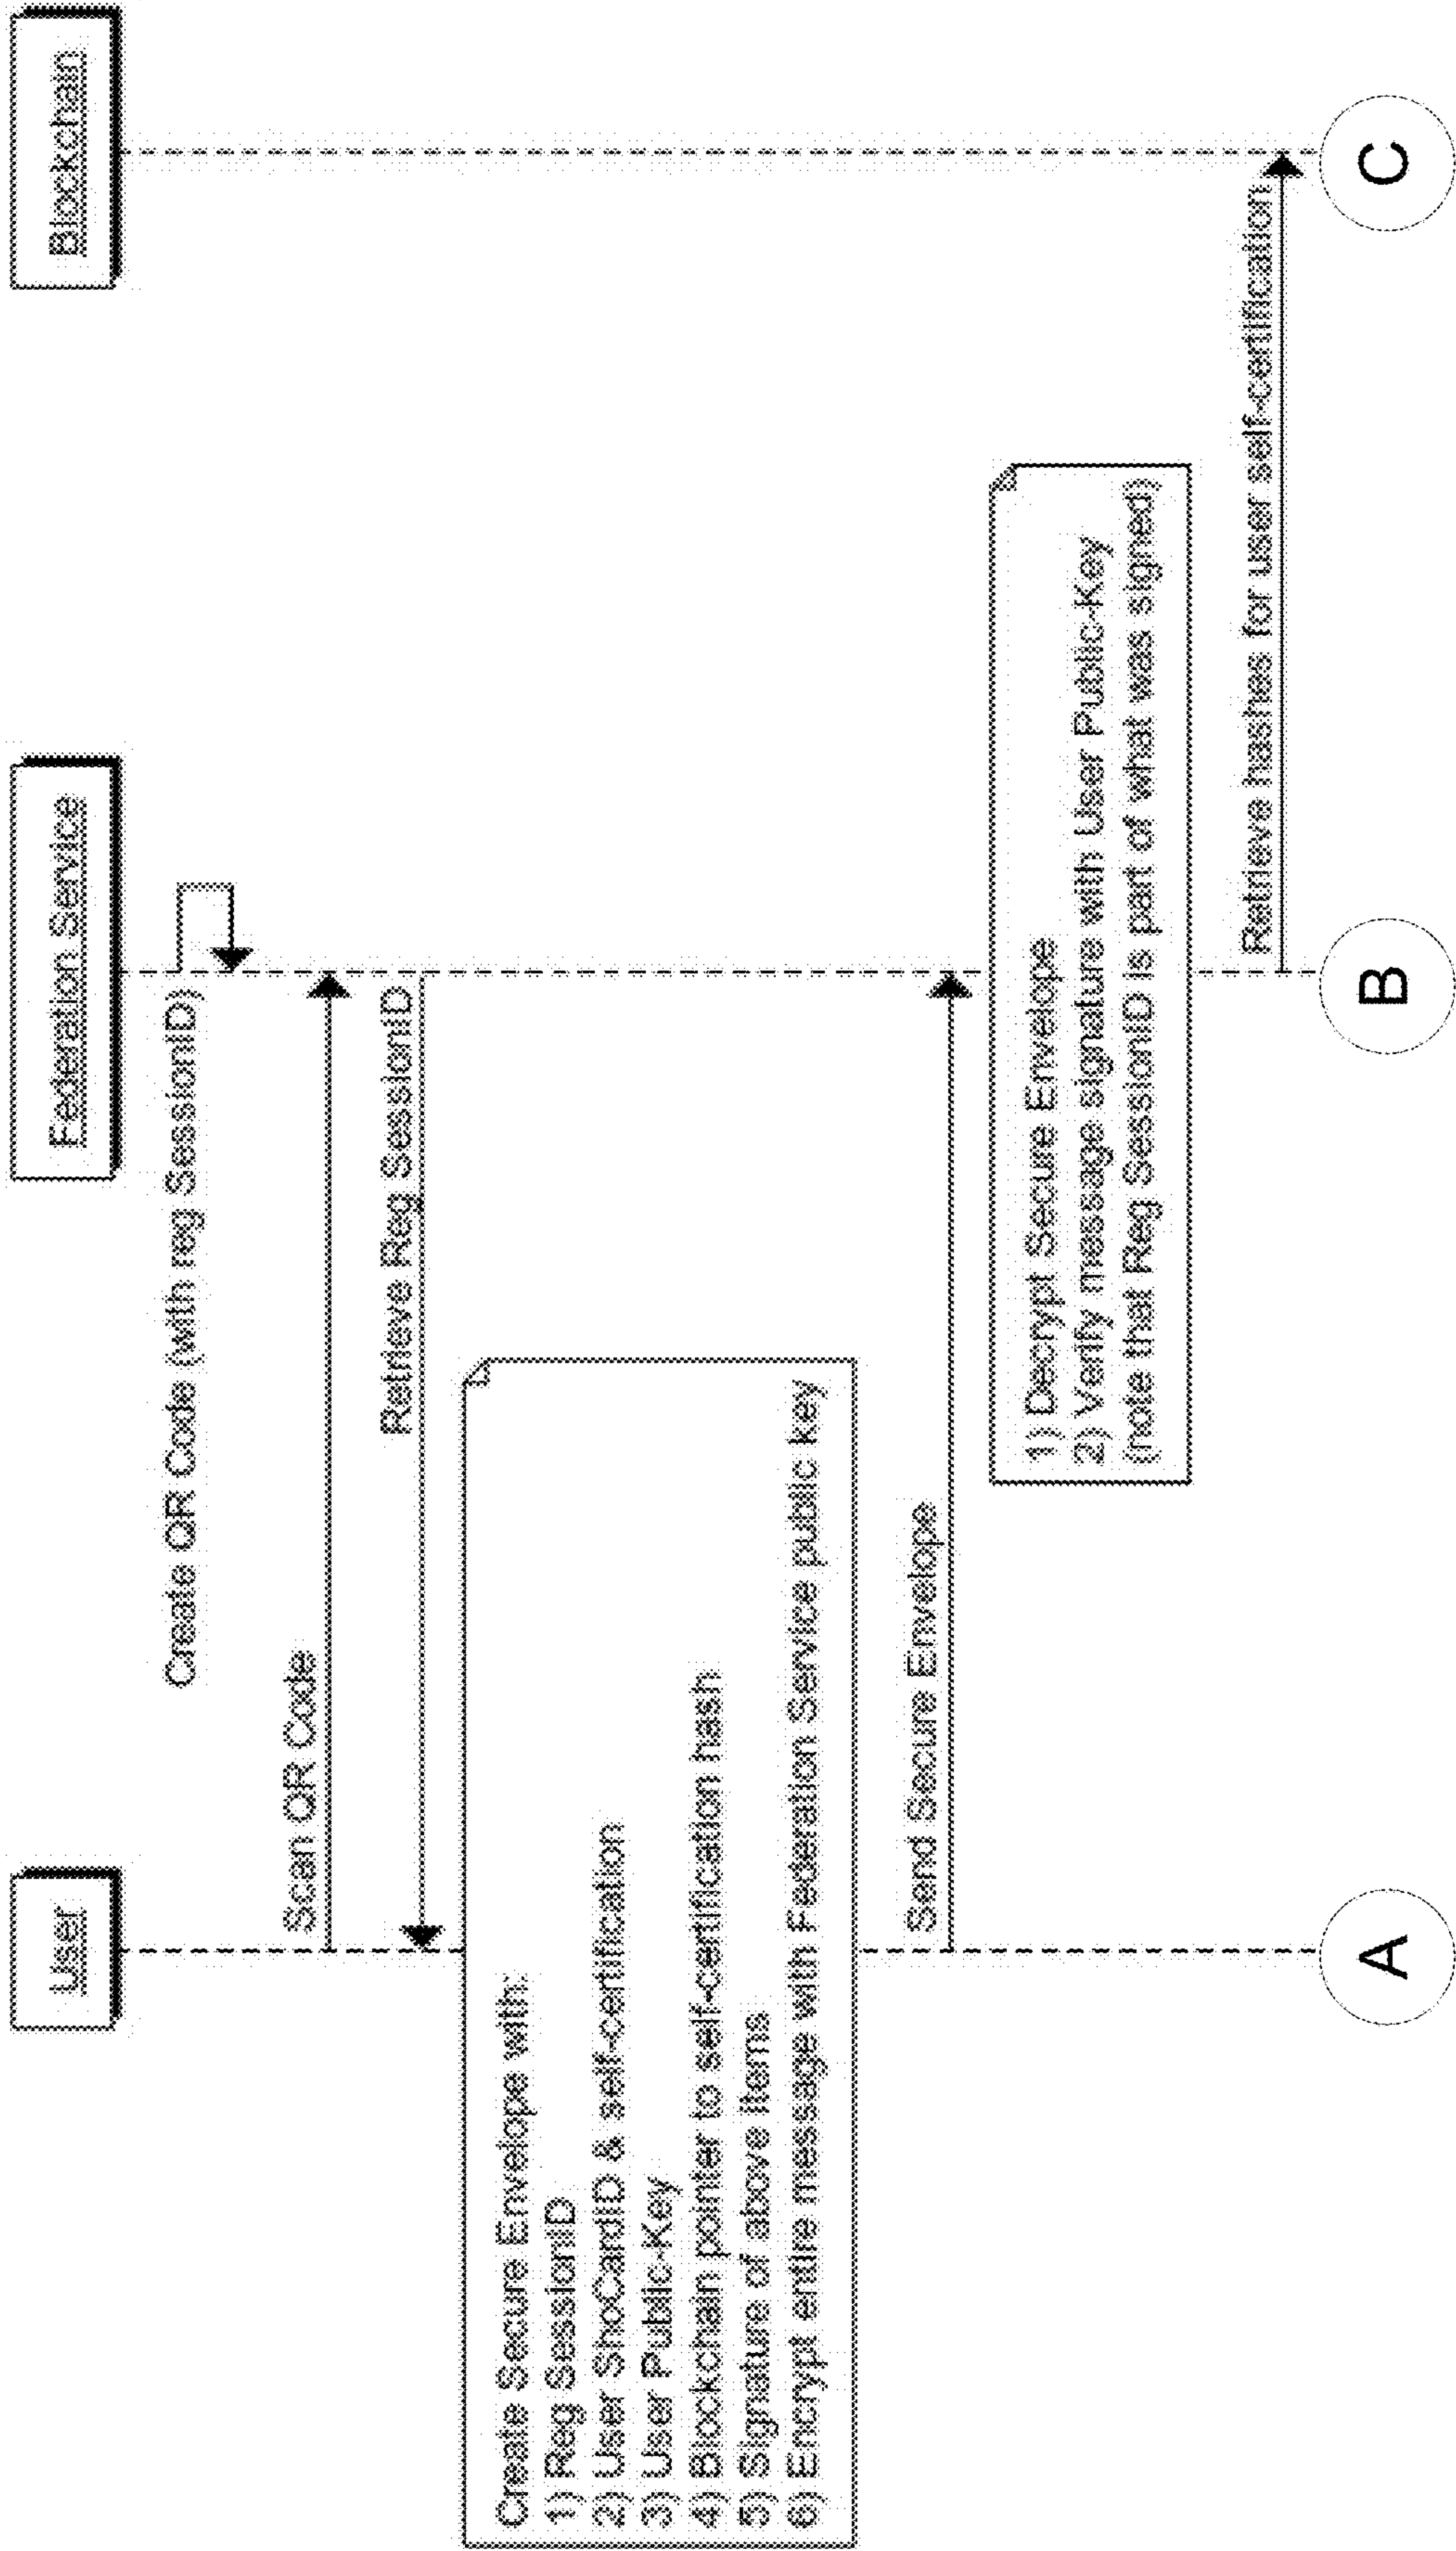 User
Federation Service
Blockchain
Create QR Code (with reg SessionID)
Scan QR Code
Retrieve Reg SessionID
Create Secure Envelope with:
1) Reg SessionID
2) User ShoCardID & self-certification
3) User Public-Key
4) Blockchain pointer to self-certification hash
5) Signature of above items
6) Encrypt entire message with Federation Service public key
Send Secure Envelope
1) Decrypt Secure Envelope
2) Verify message signature with User Public-Key
(note that Reg SessionID is part of what was signed)
Retrieve hashes for user self-certification
A
B
C